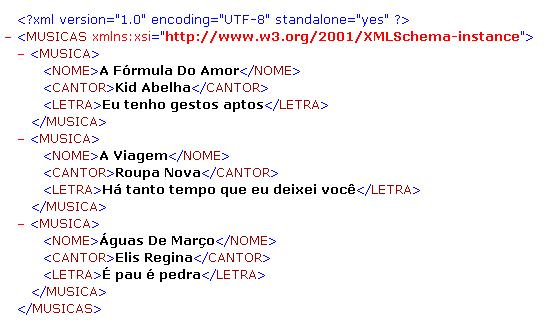 <?xml version="1.0" encoding="UTF-8" standalone="yes" ?>
- <MUSICAS xmlns:xsi="http://www.w3.org/2001/XMLSchema-instance">
- <MUSICA>
<NOME>A Fórmula Do Amor</NOME>
<CANTOR>Kid Abelha</CANTOR>
<LETRA>Eu tenho gestos aptos</LETRA>
</MUSICA>
- <MUSICA>
<NOME>A Viagem</NOME>
<CANTOR>Roupa Nova</CANTOR>
<LETRA>Há tanto tempo que eu deixei você</LETRA>
</MUSICA>
- <MUSICA>
<NOME>Águas De Março</NOME>
<CANTOR>Elis Regina</CANTOR>
<LETRA>É pau é pedra</LETRA>
</MUSICA>
</MUSICAS>